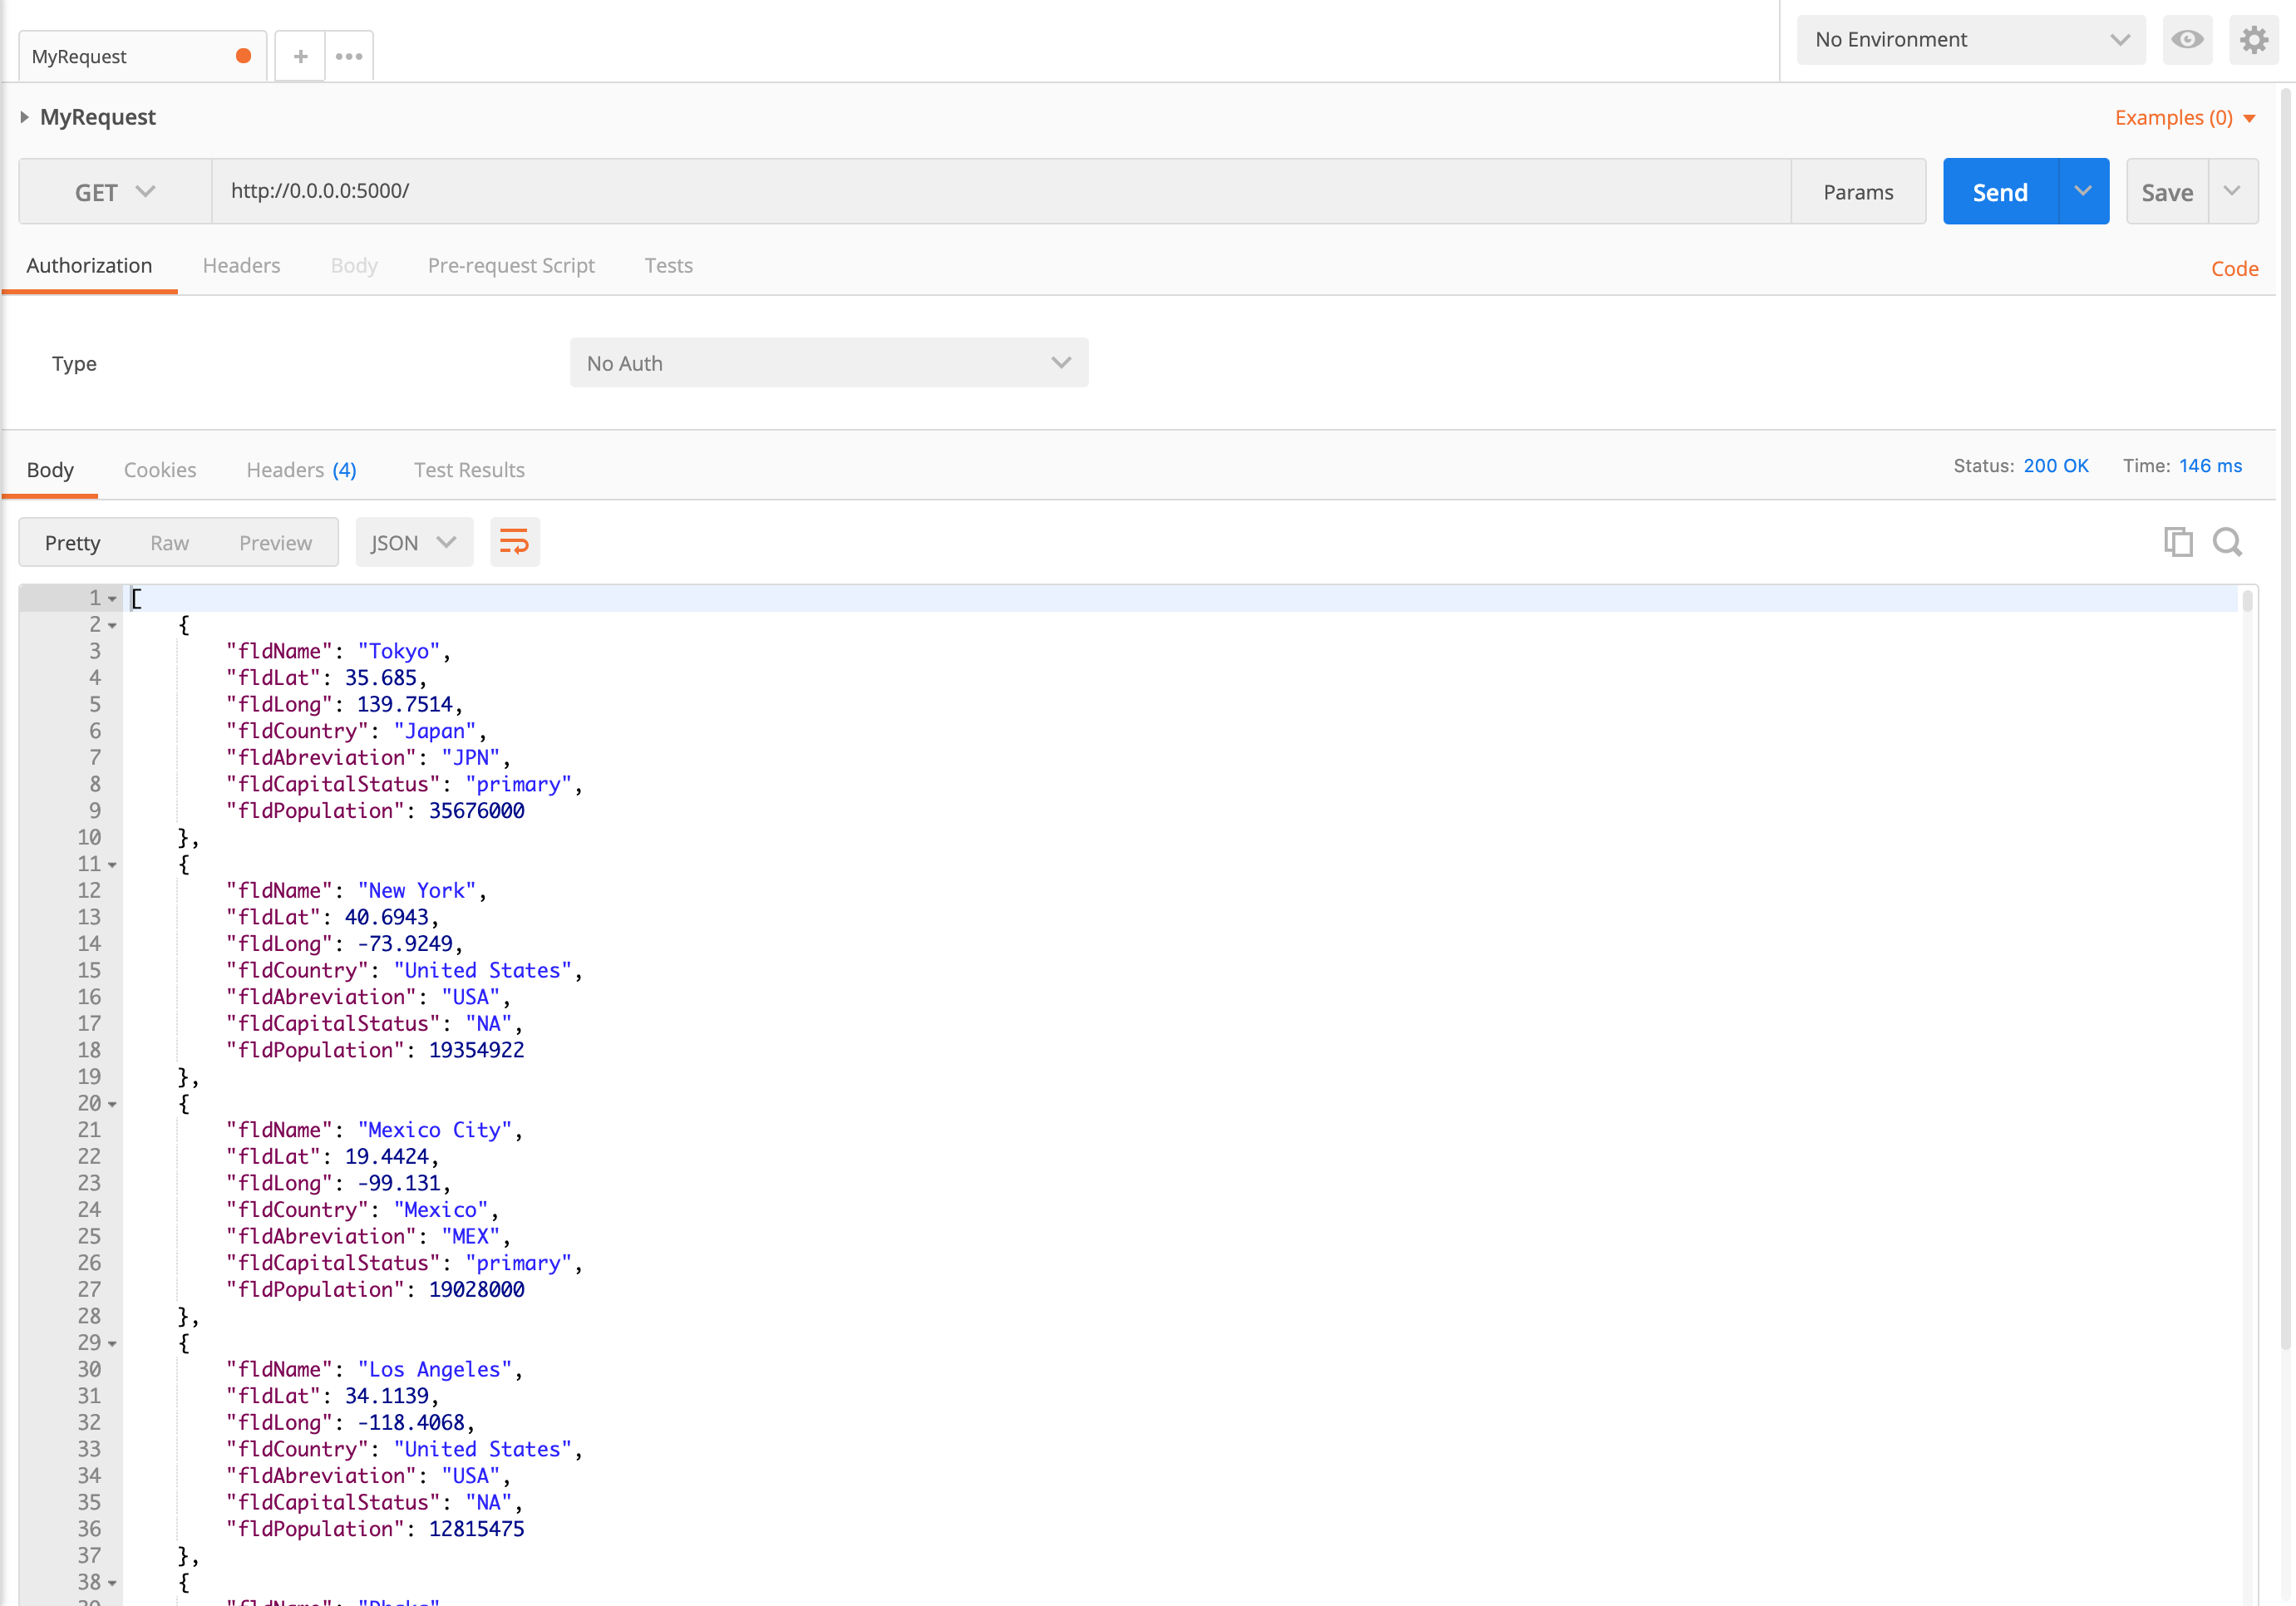 MyRequest
+
No Environment
MyRequest
Examples (0)
GET
http://0.0.0.0:5000/
Params
Send
Save
Authorization Headers Body Pre-request Script Tests
Code
Type
No Auth
Body Cookies Headers (4) Test Results
Status: 200 OK Time: 146 ms
Pretty Raw Preview JSON
1 [
2 {
3 "fldName": "Tokyo",
4 "fldLat": 35.685,
5 "fldLong": 139.7514,
6 "fldCountry": "Japan",
7 "fldAbreviation": "JPN",
8 "fldCapitalStatus": "primary",
9 "fldPopulation": 35676000
10 },
11 {
12 "fldName": "New York",
13 "fldLat": 40.6943,
14 "fldLong": -73.9249,
15 "fldCountry": "United States",
16 "fldAbreviation": "USA",
17 "fldCapitalStatus": "NA",
18 "fldPopulation": 19354922
19 },
20 {
21 "fldName": "Mexico City",
22 "fldLat": 19.4424,
23 "fldLong": -99.131,
24 "fldCountry": "Mexico",
25 "fldAbreviation": "MEX",
26 "fldCapitalStatus": "primary",
27 "fldPopulation": 19028000
28 },
29 {
30 "fldName": "Los Angeles",
31 "fldLat": 34.1139,
32 "fldLong": -118.4068,
33 "fldCountry": "United States",
34 "fldAbreviation": "USA",
35 "fldCapitalStatus": "NA",
36 "fldPopulation": 12815475
37 },
38 {